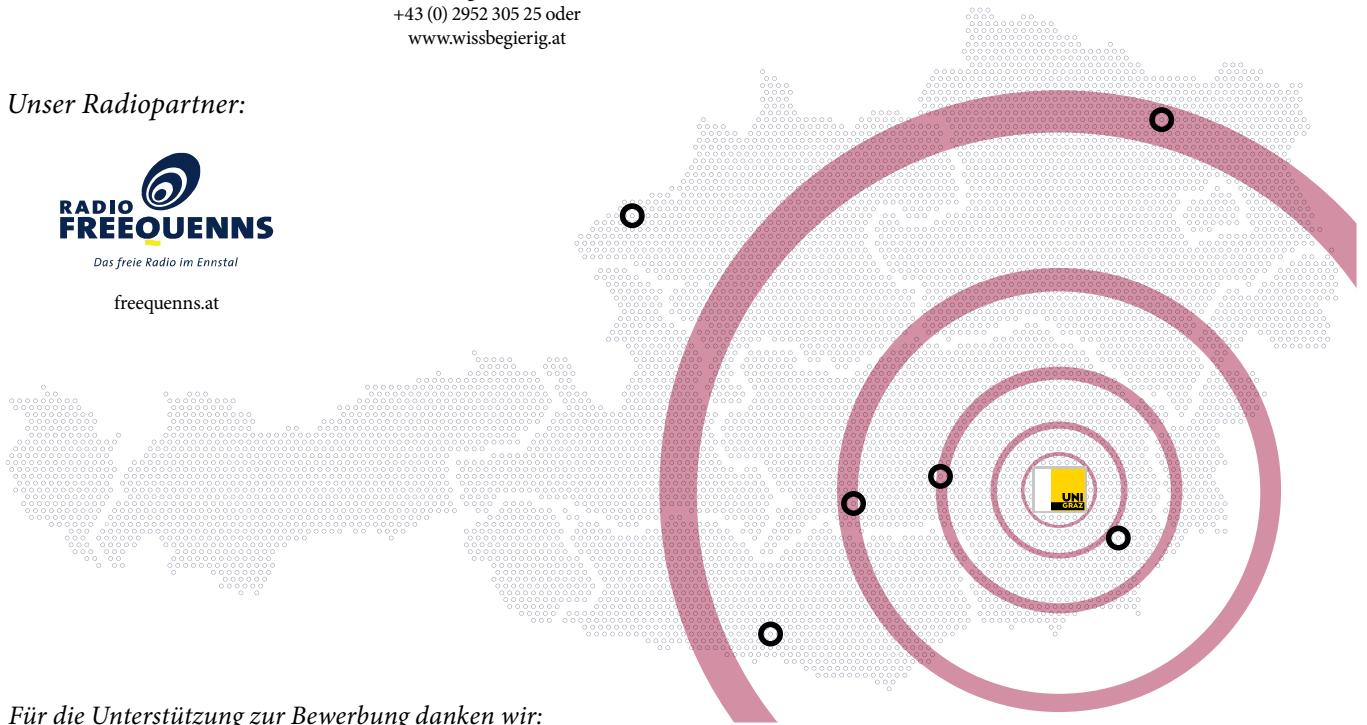 +43 (0) 2952 305 25 oder
www.wissbegierig.at
Unser Radiopartner:
RADIO
FREEQUENNS
Das freie Radio im Ennstal
freequenns.at
UNI
GRAZ
Für die Unterstützung zur Bewerbung danken wir: